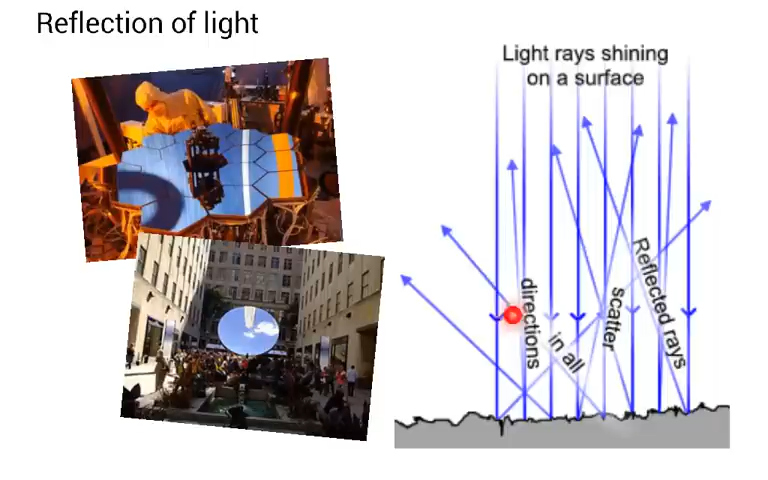 Reflection of light
Light rays shining
on a surface
Reflected rays
scatter
in all
directions